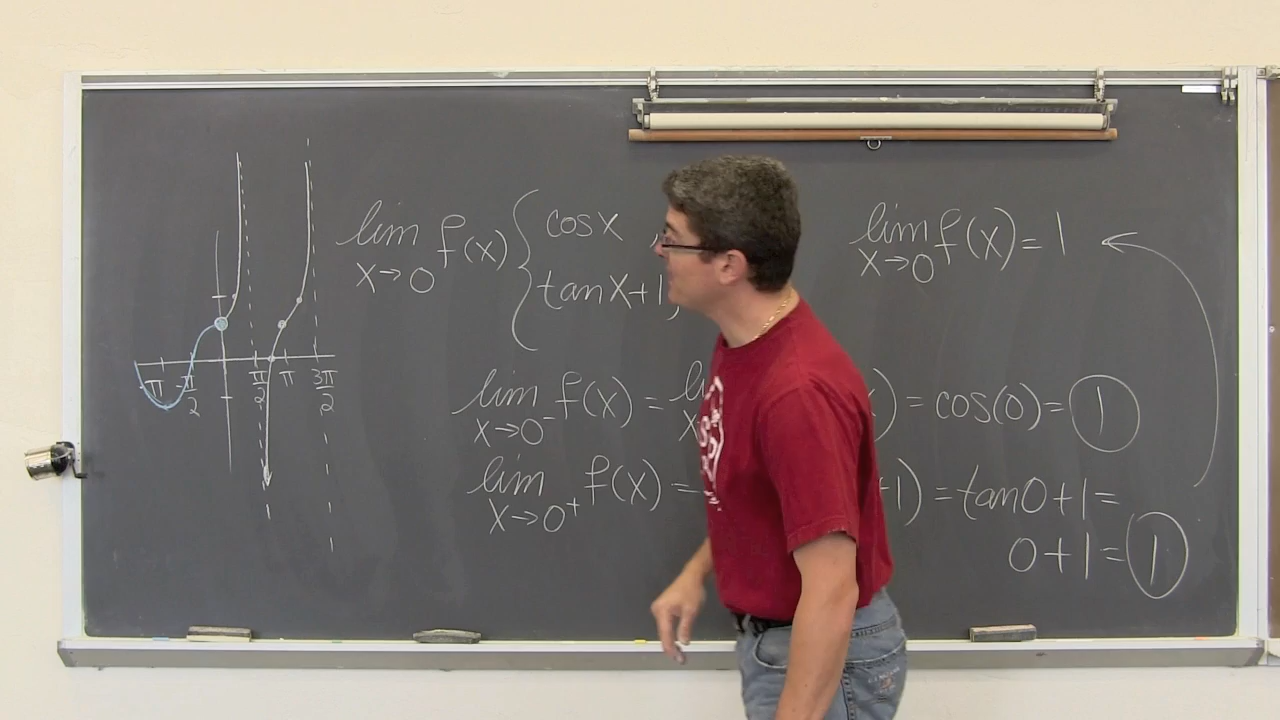 lim x→0 f(x) { cos x
tan x + 1,
lim x→0 f(x) = 1
lim x→0⁻ f(x) = li x ) = cos(0) = 1
lim x→0⁺ f(x) = +1) = tan 0 + 1 =
0 + 1 = 1
-π -π/2 π/2 π 3π/2